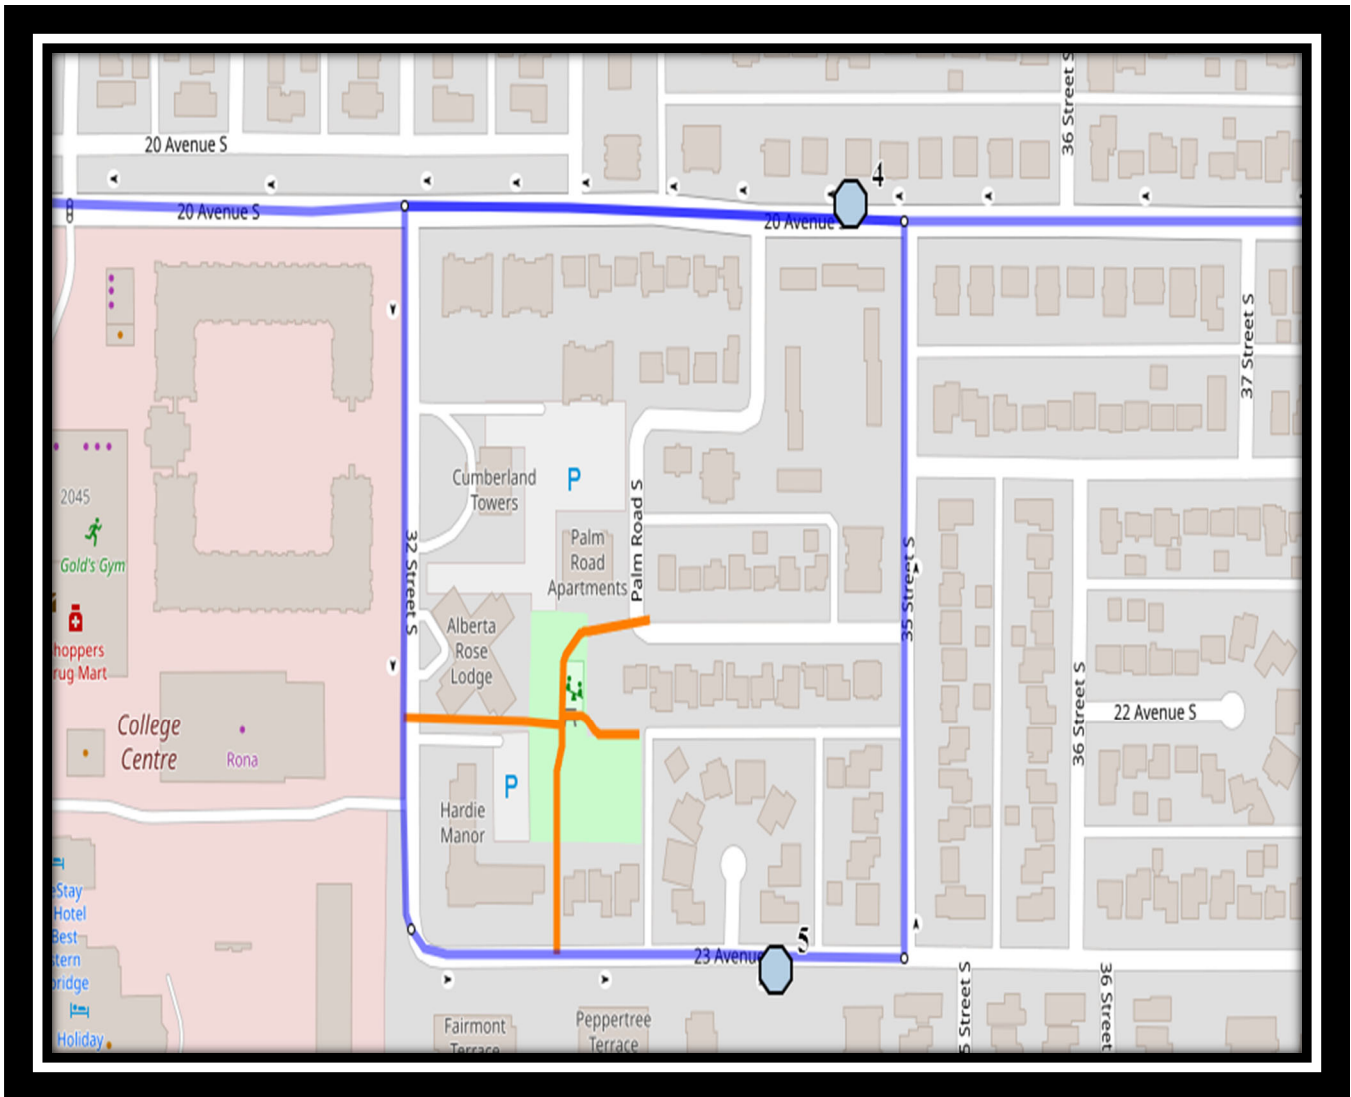 36 Street S
20 Avenue S
4
20 Avenue S
20 Avenue S
37 Street S
2045
Gold's Gym
Cumberland
Towers
P
Palm
Road
Apartments
Palm Road S
32 Street S
35 Street S
hoppers
rug Mart
Alberta
Rose
Lodge
College
Centre
Rona
36 Street S
22 Avenue S
P
Hardie
Manor
eStay
Hotel
Best
stern
bridge
Holiday
23 Avenue
5
Fairmont
Terrace
Peppertree
Terrace
5 Street S
36 Street